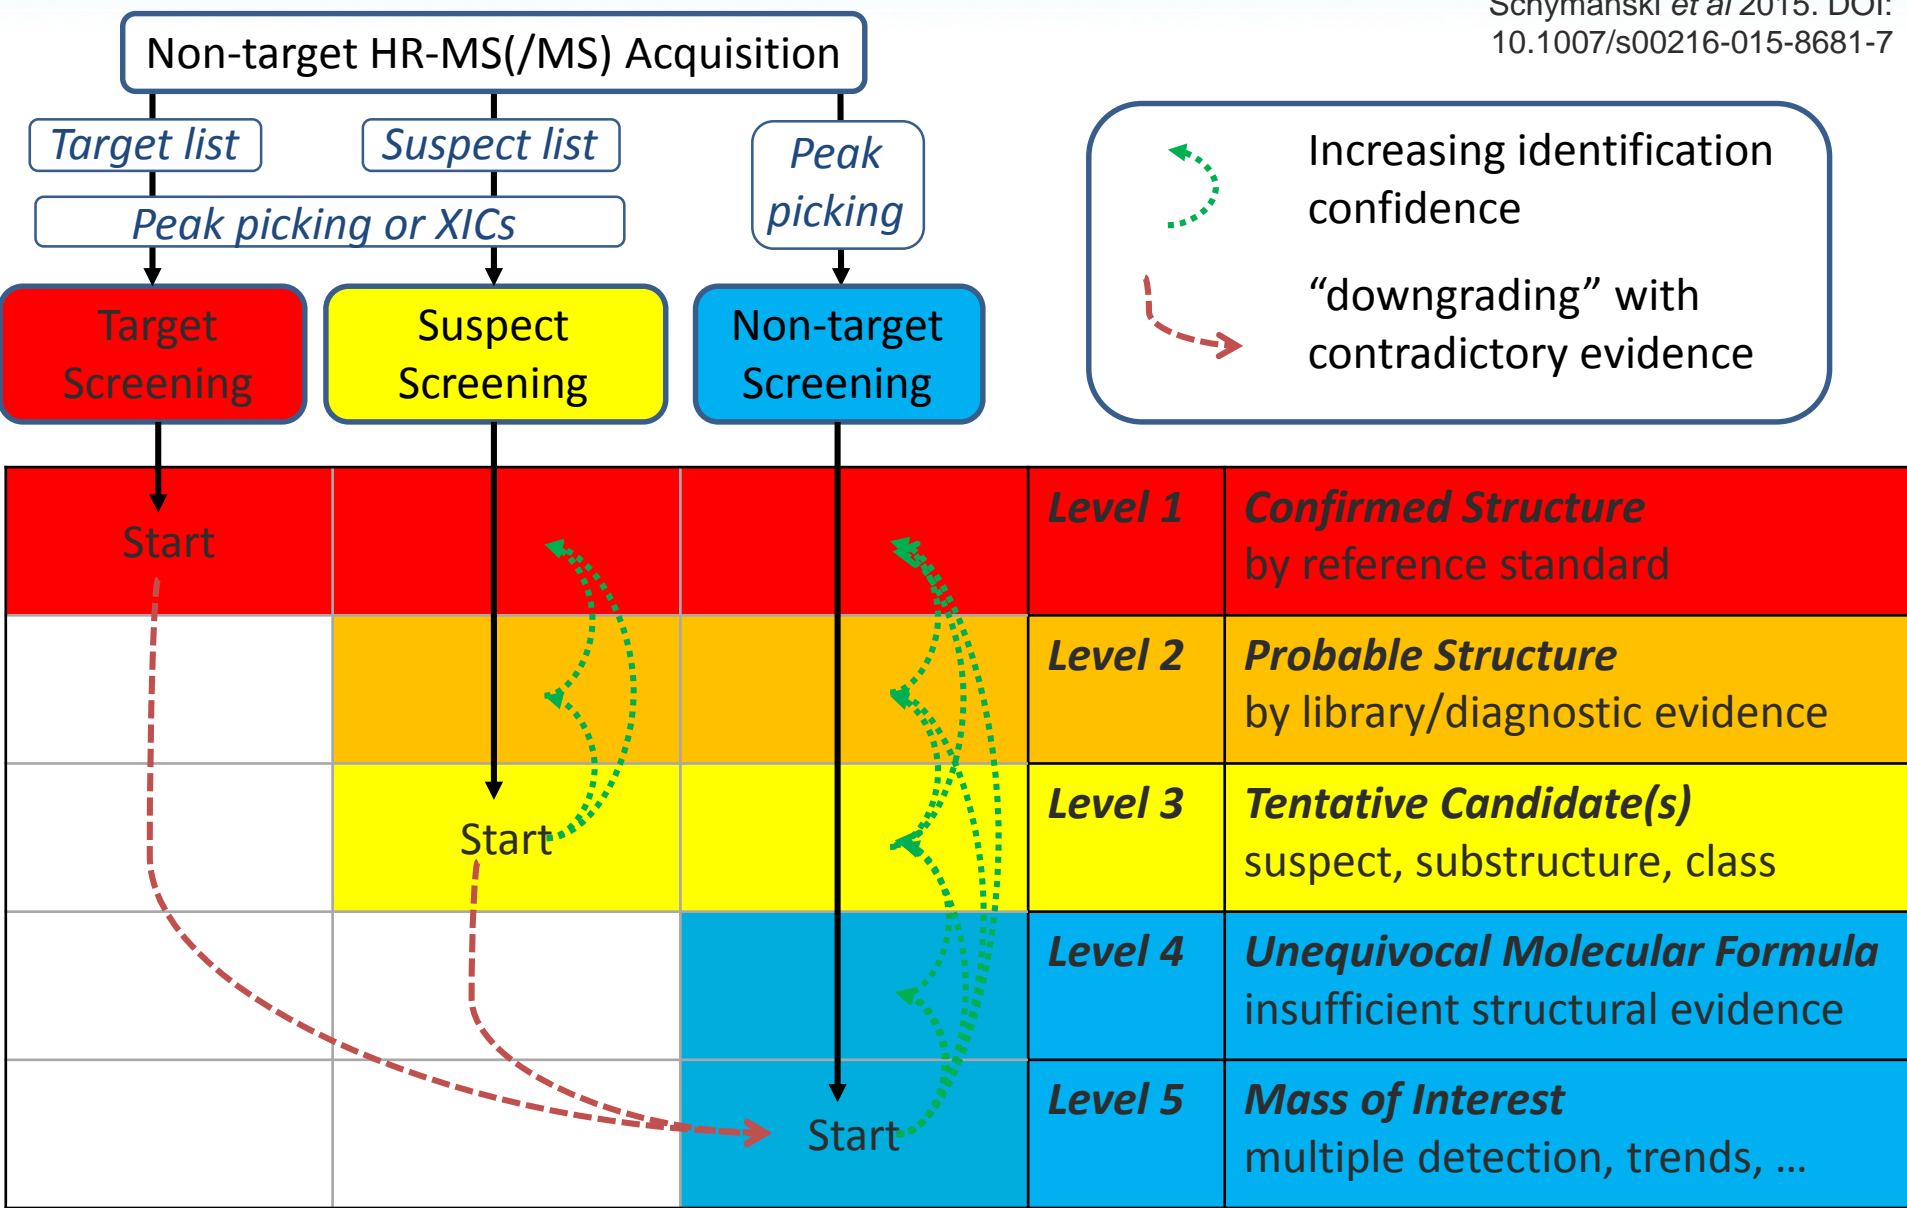 Schymanski et al 2015. DOI:
10.1007/s00216-015-8681-7
Non-target HR-MS(/MS) Acquisition
Target list
Suspect list
Peak
picking
Peak picking or XICs
Target
Screening
Suspect
Screening
Non-target
Screening
Increasing identification
confidence
“downgrading” with
contradictory evidence
Start
Level 1
Confirmed Structure
by reference standard
Level 2
Probable Structure
by library/diagnostic evidence
Start
Level 3
Tentative Candidate(s)
suspect, substructure, class
Level 4
Unequivocal Molecular Formula
insufficient structural evidence
Start
Level 5
Mass of Interest
multiple detection, trends, ...